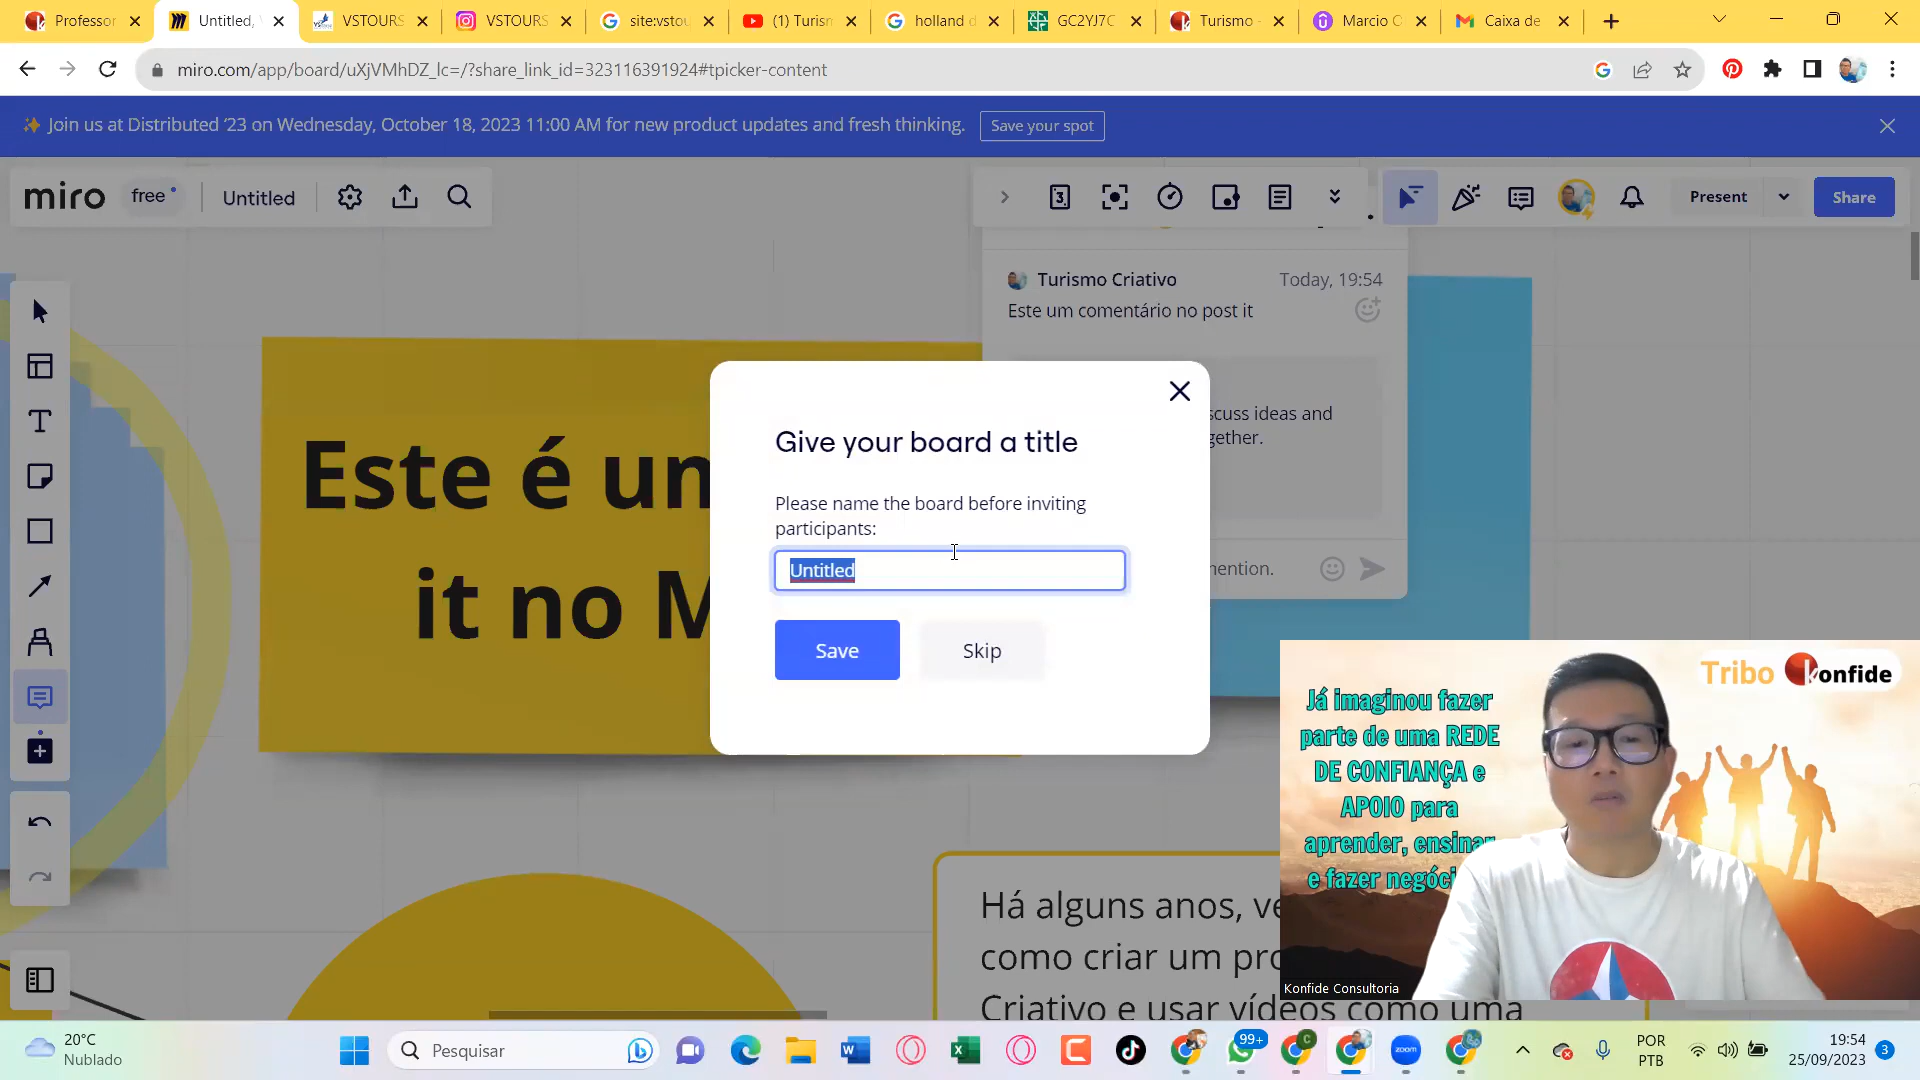 Professor
Untitled,
VSTOURS
VSTOURS
site:vstou
(1) Turism
holland d
GC2YJ7C
Turismo -
Marcio O
Caixa de
miro.com/app/board/uXjVMhDZ_lc=/?share_link_id=323116391924#tpicker-content
Join us at Distributed '23 on Wednesday, October 18, 2023 11:00 AM for new product updates and fresh thinking.
Save your spot
miro
free
Untitled
Present
Share
Turismo Criativo
Today, 19:54
Este um comentário no post it
scuss ideas and
gether.
mention.
Este é un
it no M
Give your board a title
Please name the board before inviting
participants:
Untitled
Save
Skip
Há alguns anos, ve
como criar um pro
Criativo e usar vídeos como uma
Tribo Konfide
Já imaginou fazer
parte de uma REDE
DE CONFIANÇA e
APOIO para
aprender, ensinar
e fazer negóci
Konfide Consultoria
20°C
Nublado
Pesquisar
99+
zoom
POR
PTB
19:54
25/09/2023
3